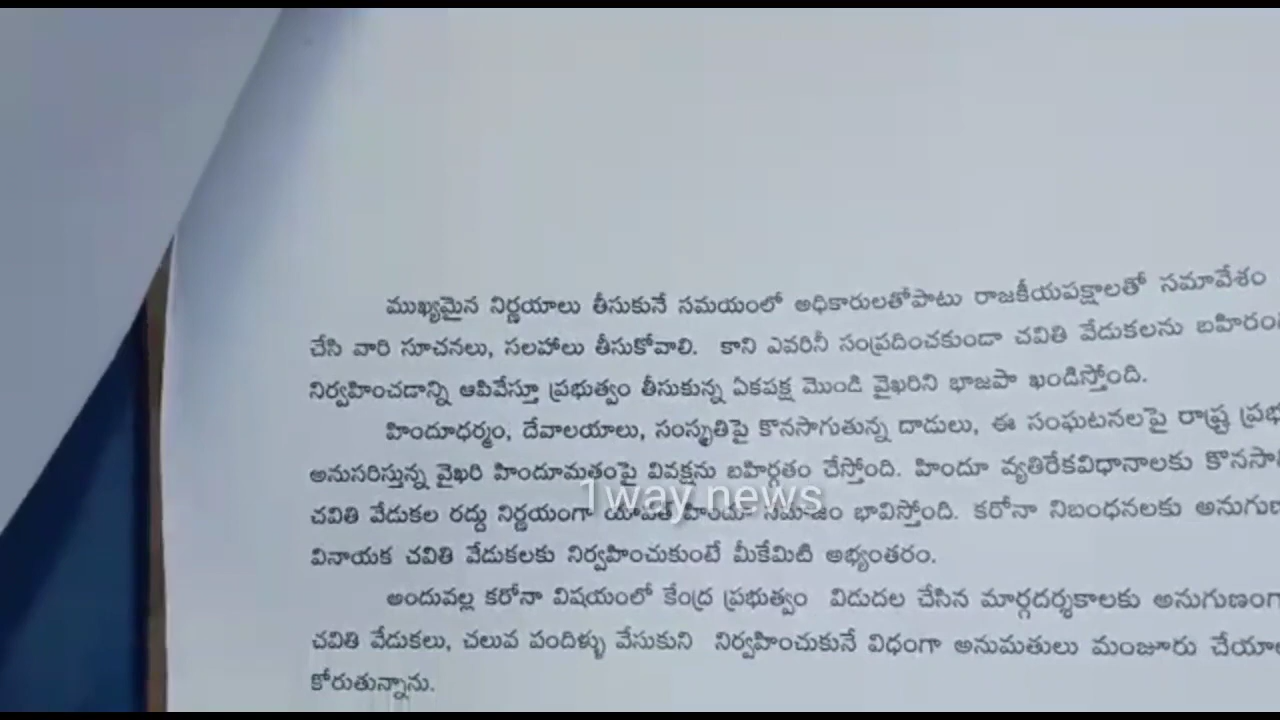 ముఖ్యమైన నిర్ణయాలు తీసుకునే సమయంలో అధికారులతోపాటు రాజకీయపక్షాలతో సమావేశం
చేసి వారి సూచనలు, సలహాలు తీసుకోవాలి. కాని ఎవరినీ సంప్రదించకుండా చవితి వేడుకలను
నిర్వహించడాన్ని ఆపివేస్తూ ప్రభుత్వం తీసుకున్న ఏకపక్ష మొండి వైఖరిని భాజపా ఖండిస్తోంది.
హిందూధర్మం, దేవాలయాలు, సంస్కృతిపై కొనసాగుతున్న దాడులు, ఈ సంఘటనలపై రాష్ట్ర
అనుసరిస్తున్న వైఖరి హిందూమతంపై వివక్షను బహిర్గతం చేస్తోంది. హిందూ వ్యతిరేకవిధానాలకు
1way news
చవితి వేడుకల రద్దు నిర్ణయంగా యావత్ హిందూ సమాజం భావిస్తోంది. కరోనా నిబంధనలకు
వినాయక చవితి వేడుకలకు నిర్వహించుకుంటే మీకేమిటి అభ్యంతరం.
అందువల్ల కరోనా విషయంలో కేంద్ర ప్రభుత్వం విడుదల చేసిన మార్గదర్శకాలకు
చవితి వేడుకలు, చలువ పందిళ్ళు వేసుకుని నిర్వహించుకునే విధంగా అనుమతులు మంజూరు
కోరుతున్నాను.